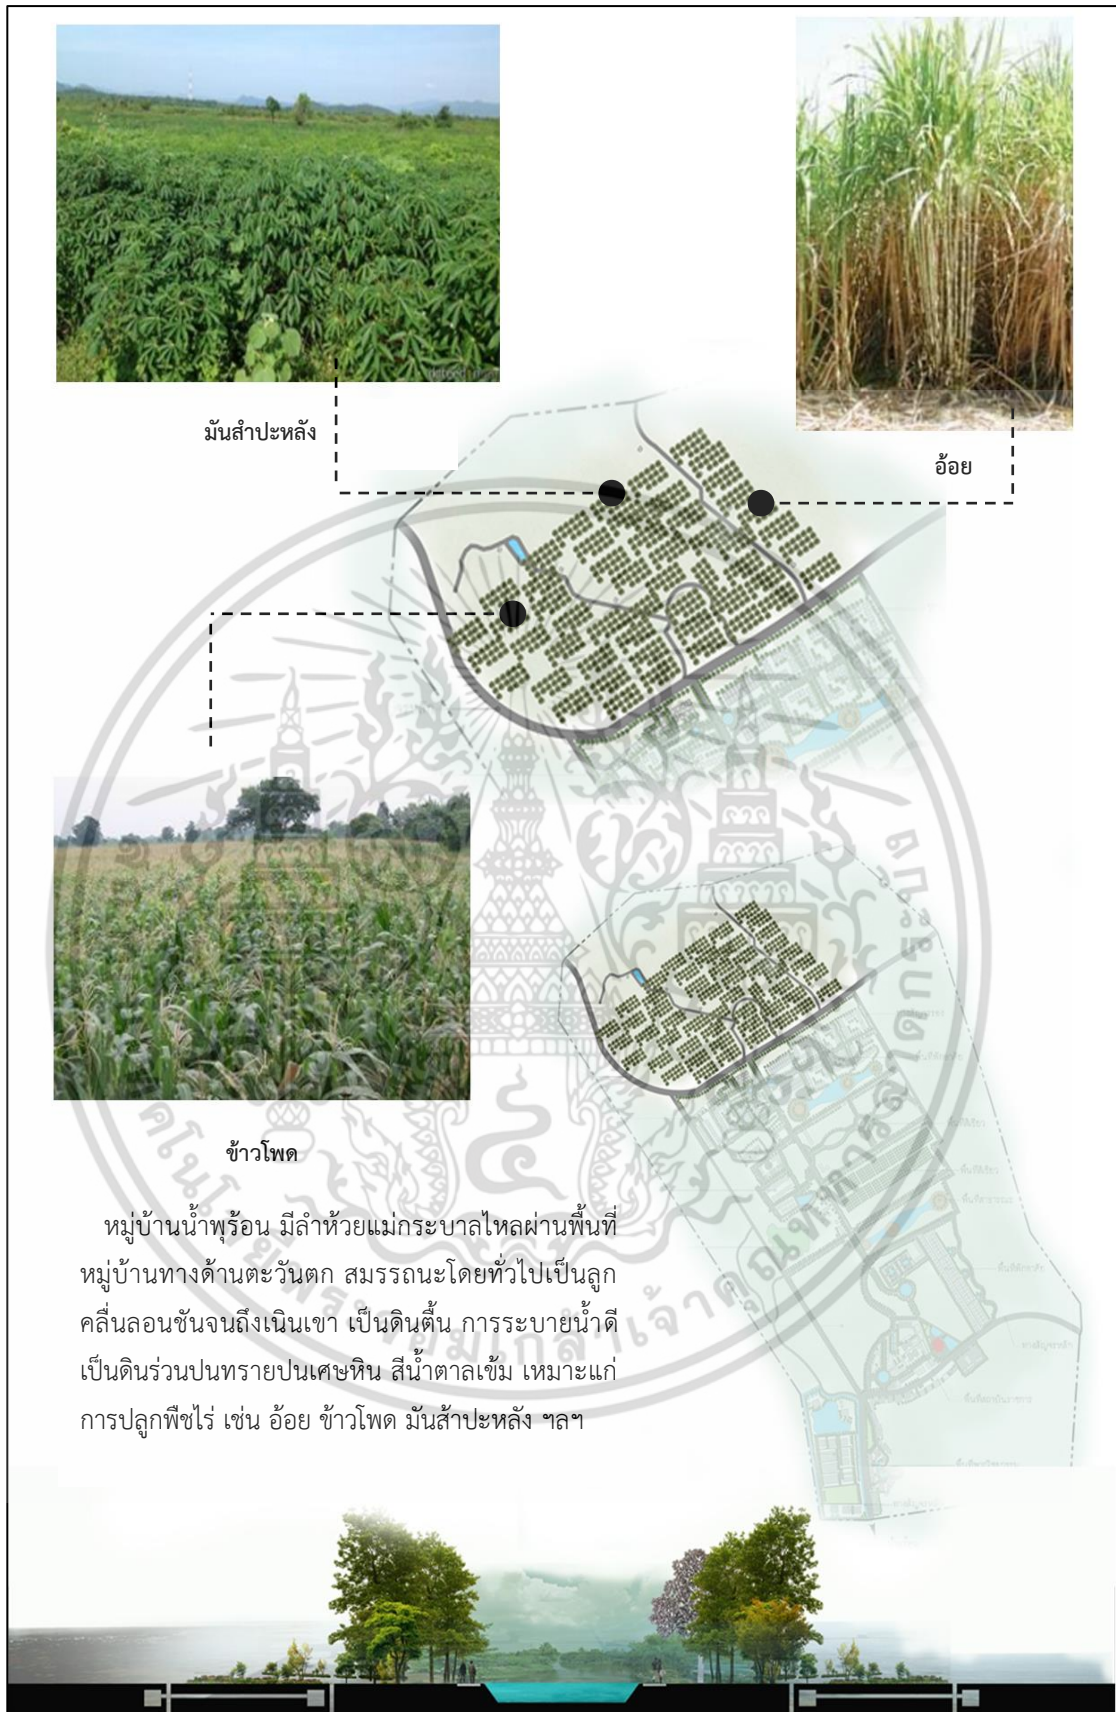 มันสำปะหลัง
อ้อย
ข้าวโพด
หมู่บ้านน้ำพุร้อน มีลำห้วยแม่กระบาลไหลผ่านพื้นที่
หมู่บ้านทางด้านตะวันตก สมรรถนะโดยทั่วไปเป็นลูก
คลื่นลอนชันจนถึงเนินเขา เป็นดินตื้น การระบายน้ำดี
เป็นดินร่วนปนทรายปนเศษหิน สีน้ำตาลเข้ม เหมาะแก่
การปลูกพืชไร่ เช่น อ้อย ข้าวโพด มันส้าปะหลัง ฯลฯ